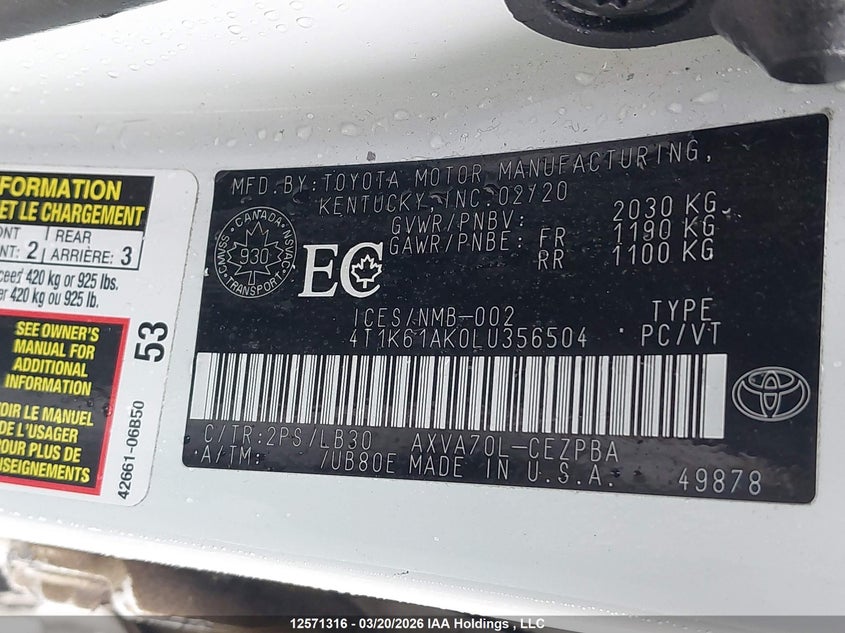 FORMATION
ET LE CHARGEMENT
ONT
REAR
NT: 2
ARRIÈRE: 3
ceed 420 kg or 925 lbs.
er 420 kg ou 925 lb.
SEE OWNER'S
MANUAL FOR
ADDITIONAL
INFORMATION
OIR LE MANUEL
DE L'USAGER
POUR PLUS DE
SEIGNEMENTS
53
42661-06B50
MFD.BY:TOYOTA MOTOR MANUFACTURING,
KENTUCKY, INC.02/20
GVWR/PNBV: 2030 KG
GAWR/PNBE: FR 1190 KG
RR 1100 KG
CANADA
CMVSS NSVAC
930
TRANSPORT
EC
ICES/NMB-002
TYPE
4T1K61AK0LU356504
PC/VT
C/TR:2PS/LB30 AXVA70L-CEZPBA
A/TM: /UB80E MADE IN U.S.A.
49878
12571316 - 03/20/2026 IAA Holdings , LLC